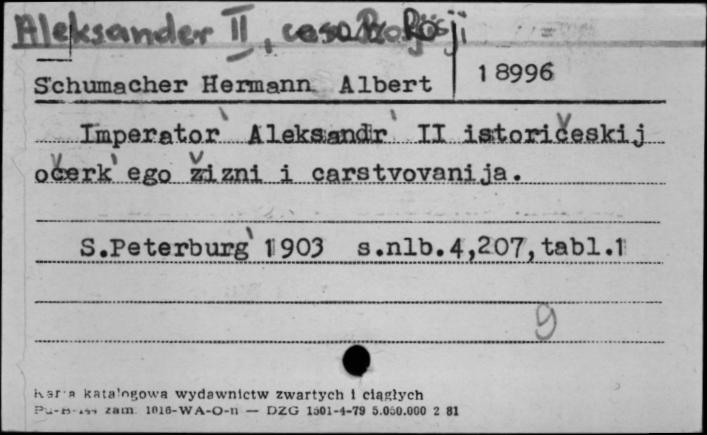 Aleksander II, cesarz Rosji
Schumacher Hermann Albert
18996
Imperator' Aleksandr' II istoričeskij
očerk' ego žizni i carstvovanija.
S.Peterburg' 1903 s.nlb.4,207,tabl.1
9
Karta katalogowa wydawnictw zwartych i ciągłych
zam. 1016-WA-O-n — DZG 1501-4-79 5.050.000 2 81